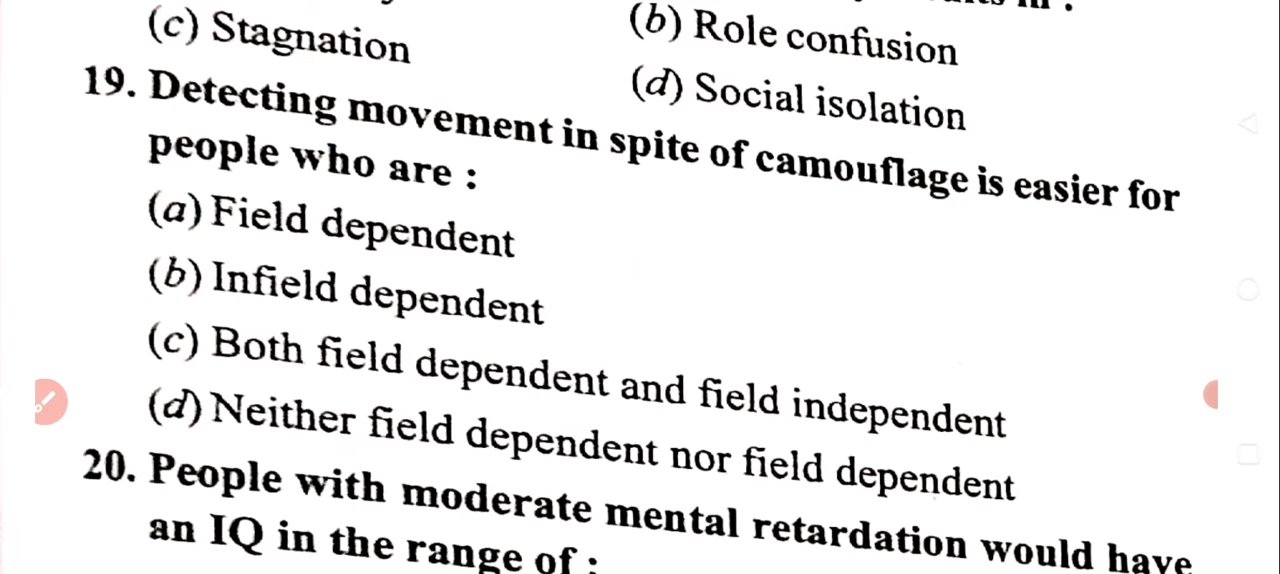 (c) Stagnation
(b) Role confusion
(d) Social isolation
19. Detecting movement in spite of camouflage is easier for
people who are :
(a) Field dependent
(b) Infield dependent
(c) Both field dependent and field independent
(d) Neither field dependent nor field dependent
20. People with moderate mental retardation would have
an IQ in the range of :